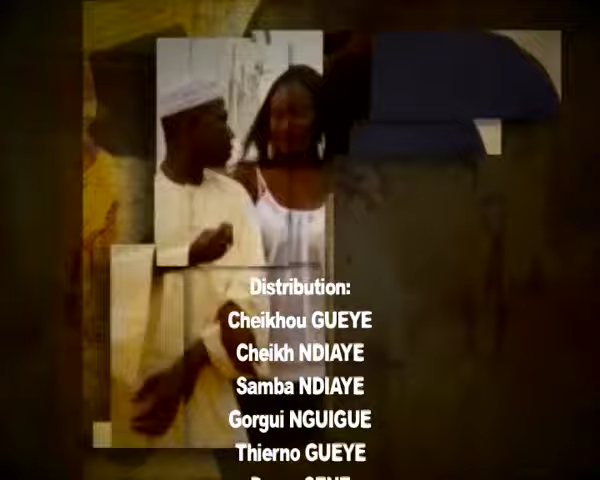 Distribution:
Cheikhou GUEYE
Cheikh NDIAYE
Samba NDIAYE
Gorgui NGUIGUE
Thierno GUEYE